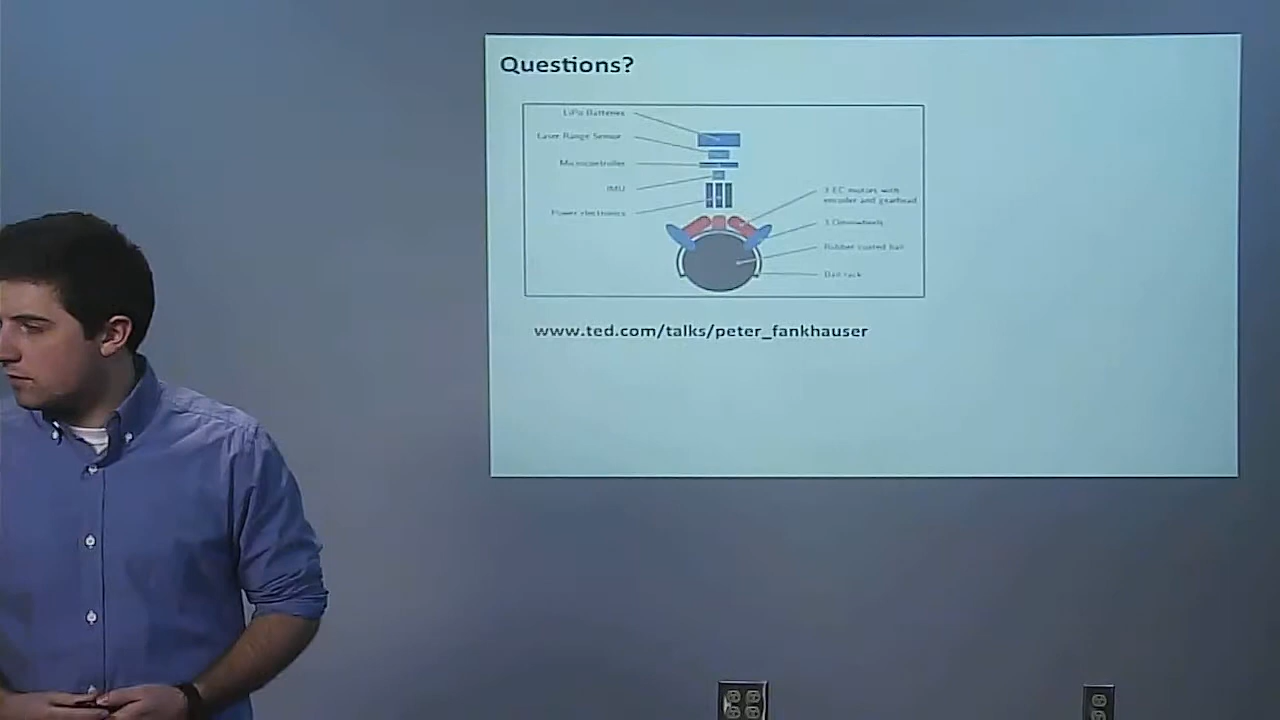 Questions?
LiPo Batteries
Laser Range Sensor
Microcontroller
IMU
Power electronics
3 EC motors with
encoder and gearhead
3 Omniwheels
Rubber coated ball
Ball rack
www.ted.com/talks/peter_fankhauser